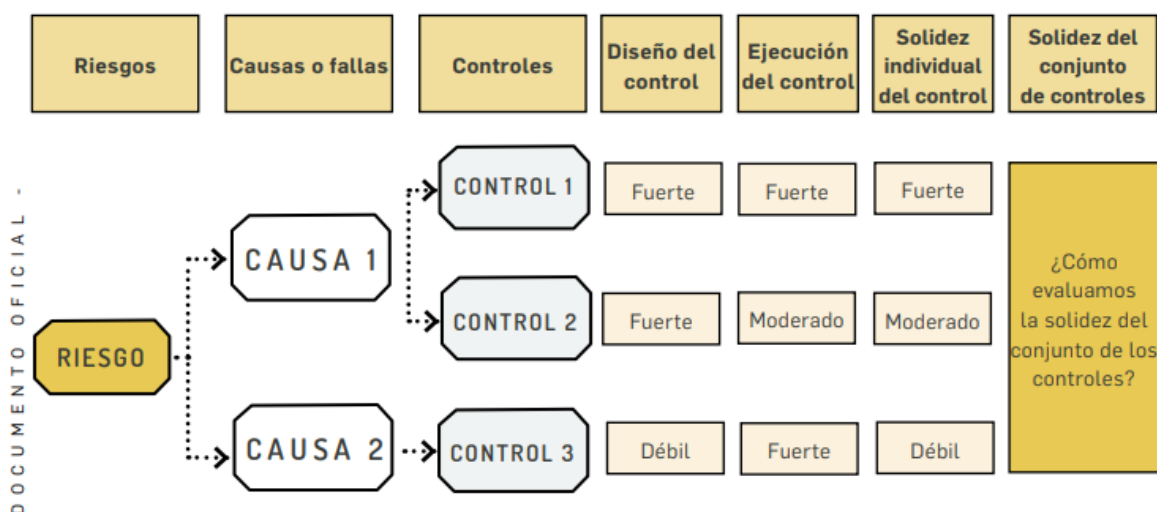 Riesgos
Causas o fallas
Controles
Diseño del
control
Ejecución
del control
Solidez
individual
del control
Solidez del
conjunto
de controles
DOCUMENTO OFICIAL -
RIESGO
CAUSA 1
CAUSA 2
CONTROL 1
Fuerte
Fuerte
Fuerte
CONTROL 2
Fuerte
Moderado
Moderado
CONTROL 3
Débil
Fuerte
Débil
¿Cómo
evaluamos
la solidez del
conjunto de los
controles?